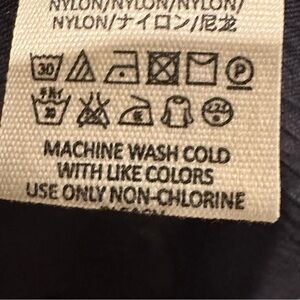 NYLON/NYLON/NYLON/
NYLON/ナイロン/尼龙
30 P
MACHINE WASH COLD
WITH LIKE COLORS
USE ONLY NON-CHLORINE